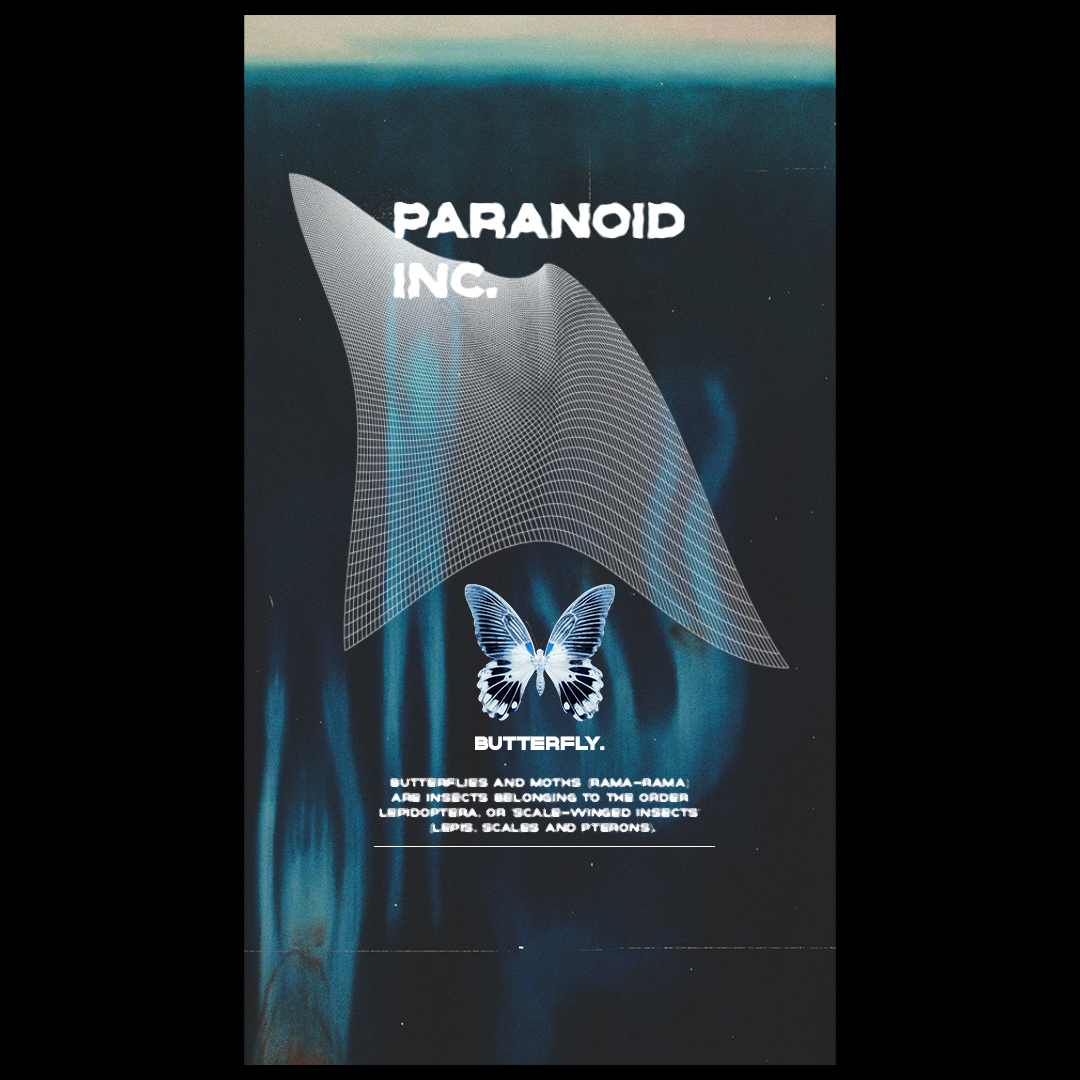 PARANOID
INC.
BUTTERFLY.
BUTTERFLIES AND MOTHS (RAMA-RAMA)
ARE INSECTS BELONGING TO THE ORDER
LEPIDOPTERA, OR 'SCALE-WINGED INSECTS'
(LEPIS, SCALES AND PTERONS).